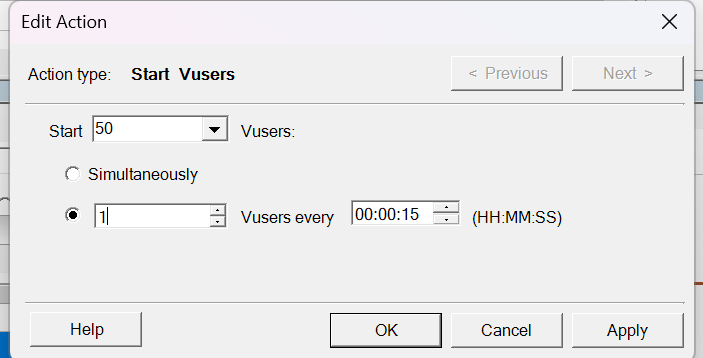 Edit Action
Action type: Start Vusers
< Previous
Next >
Start 50 Vusers:
Simultaneously
1 Vusers every 00:00:15 (HH:MM:SS)
Help
OK
Cancel
Apply